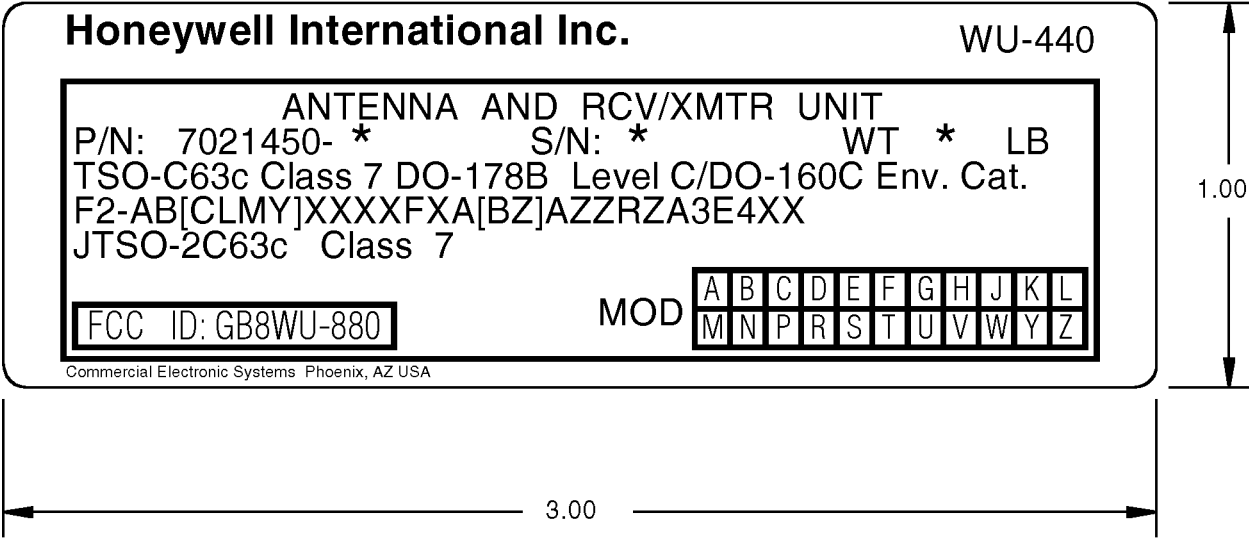 Honeywell International Inc. WU-440
ANTENNA AND RCV/XMTR UNIT
P/N: 7021450- * S/N: * WT * LB
TSO-C63c Class 7 DO-178B Level C/DO-160C Env. Cat.
F2-AB[CLMY]XXXXFXA[BZ]AZZRZA3E4XX
JTSO-2C63c Class 7
MOD
A B C D E F G H J K L
M N P R S T U V W Y Z
FCC ID: GB8WU-880
Commercial Electronic Systems Phoenix, AZ USA
1.00
3.00